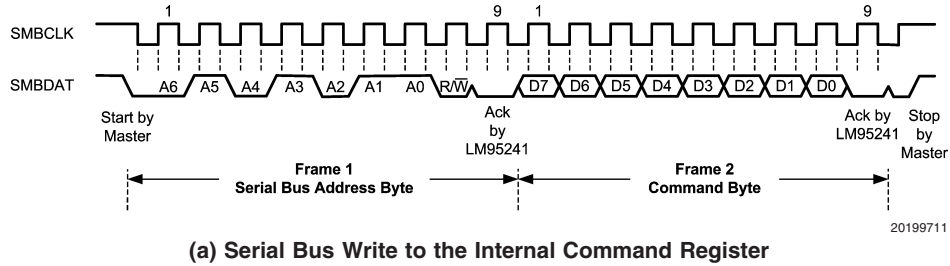 1 9 1 9
SMBCLK
SMBDAT A6 A5 A4 A3 A2 A1 A0 R/W̅ D7 D6 D5 D4 D3 D2 D1 D0
Start by
Master
Ack
by
LM95241
Ack by
LM95241
Stop
by
Master
Frame 1
Serial Bus Address Byte
Frame 2
Command Byte
20199711
(a) Serial Bus Write to the Internal Command Register